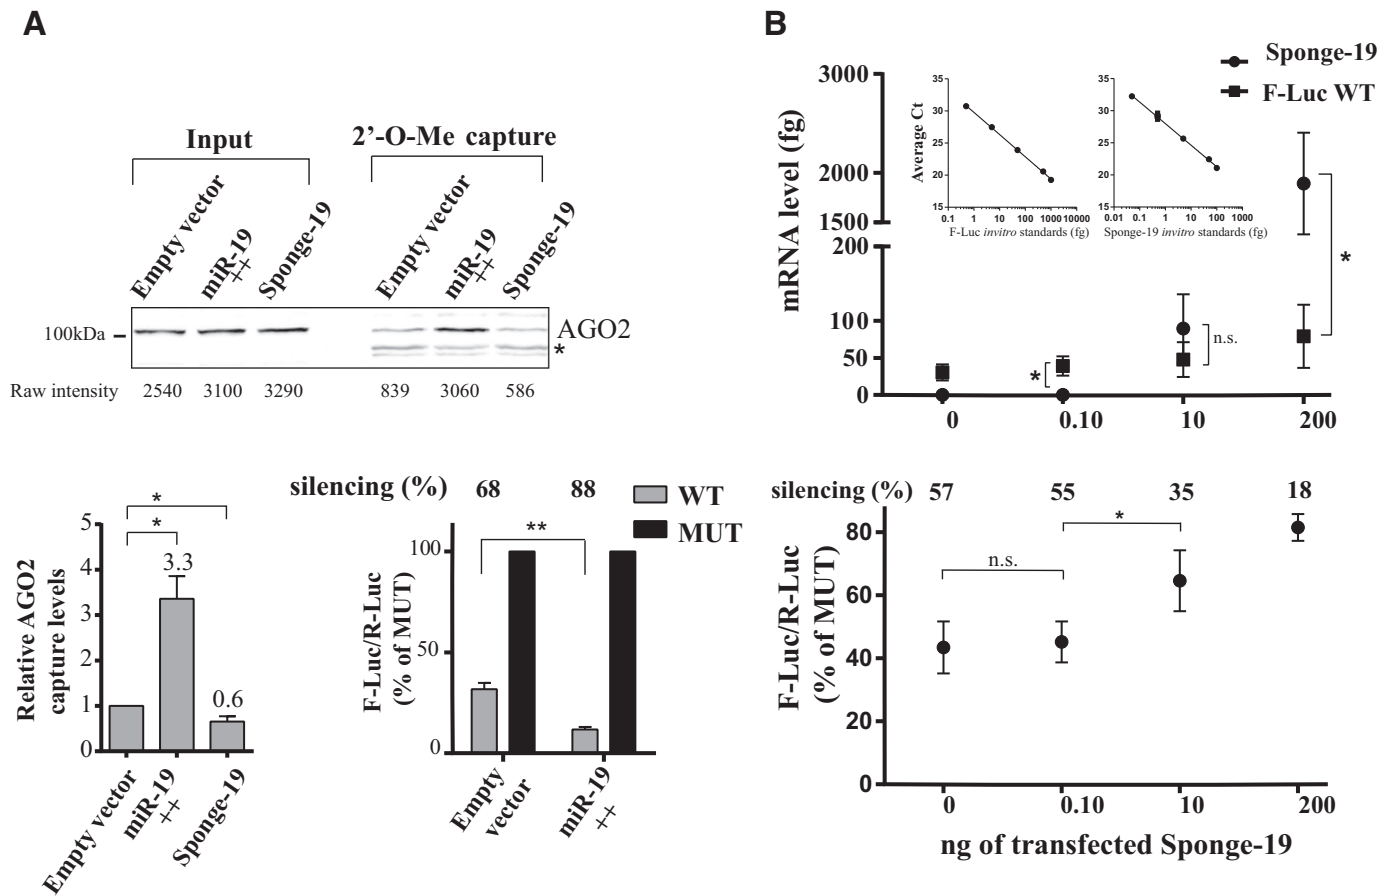 A
Input
2’-O-Me capture
Empty vector
miR-19
++
Sponge-19
Empty vector
miR-19
++
Sponge-19
100kDa
AGO2
*
Raw intensity 2540 3100 3290 839 3060 586
Relative AGO2
capture levels
5
4
3
2
1
0
*
*
3.3
0.6
Empty vector
miR-19
++
Sponge-19
silencing (%) 68 88
WT
MUT
F-Luc/R-Luc
(% of MUT)
100
50
0
**
Empty
vector
miR-19
++
B
Sponge-19
F-Luc WT
mRNA level (fg)
3000
2000
1500
200
100
50
0
Average Ct
35
30
25
20
15
0.1 1 10 100 1000 10000
F-Luc invitro standards (fg)
35
30
25
20
15
0.01 0.1 1 10 100 1000
Sponge-19 invitro standards (fg)
*
n.s.
*
0 0.10 10 200
silencing (%) 57 55 35 18
F-Luc/R-Luc
(% of MUT)
80
60
40
20
0
n.s.
*
0 0.10 10 200
ng of transfected Sponge-19